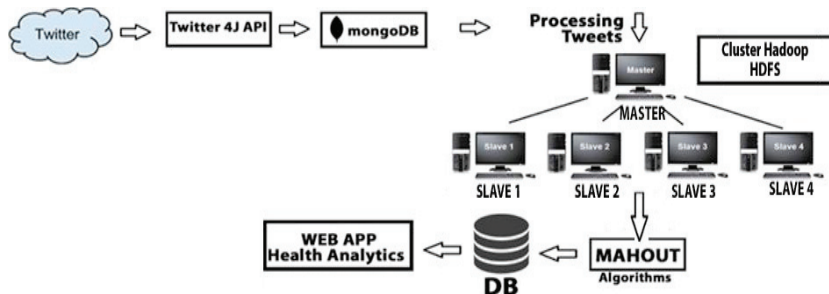 Twitter
Twitter 4J API
mongoDB
Processing
Tweets
Cluster Hadoop
HDFS
Master
MASTER
Slave 1
Slave 2
Slave 3
Slave 4
SLAVE 1
SLAVE 2
SLAVE 3
SLAVE 4
WEB APP
Health Analytics
DB
MAHOUT
Algorithms